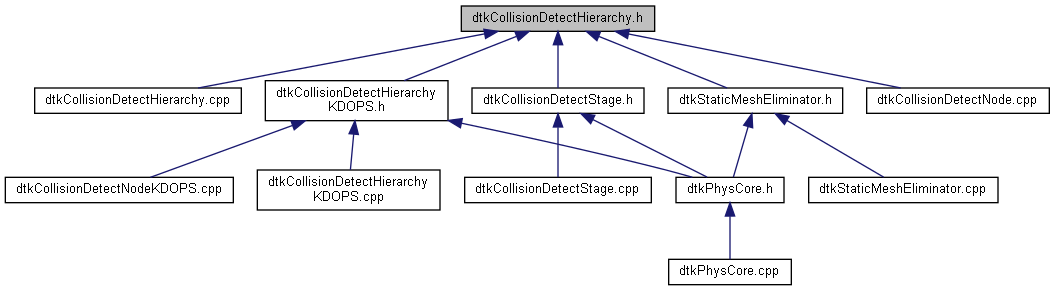 dtkCollisionDetectHierarchy.h
dtkCollisionDetectHierarchy.cpp
dtkCollisionDetectHierarchy
KDOPS.h
dtkCollisionDetectStage.h
dtkStaticMeshEliminator.h
dtkCollisionDetectNode.cpp
dtkCollisionDetectNodeKDOPS.cpp
dtkCollisionDetectHierarchy
KDOPS.cpp
dtkCollisionDetectStage.cpp
dtkPhysCore.h
dtkStaticMeshEliminator.cpp
dtkPhysCore.cpp